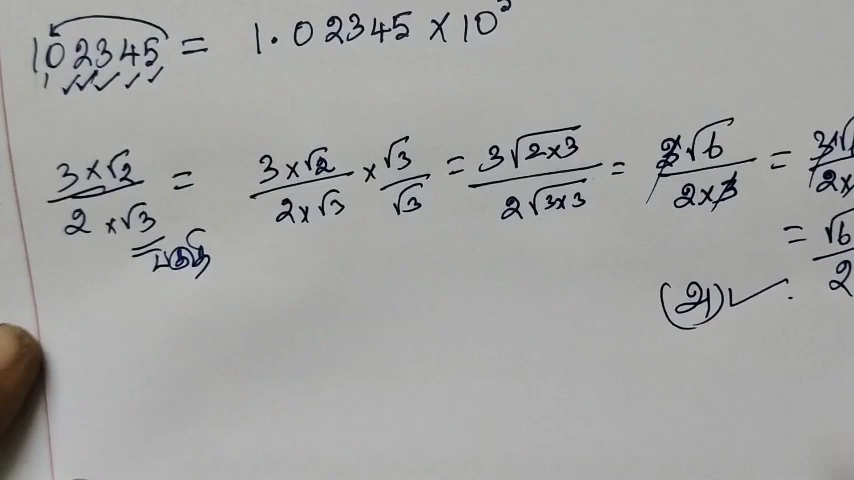 102345 = 1.02345 × 10⁵
3×√2 / 2×√3 = 3×√2 / 2×√3 × √3/√3 = 3√2×3 / 2√3×3 = 3√6 / 2×3 =
பகுதி
= √6 / 2
(அ) ✓.